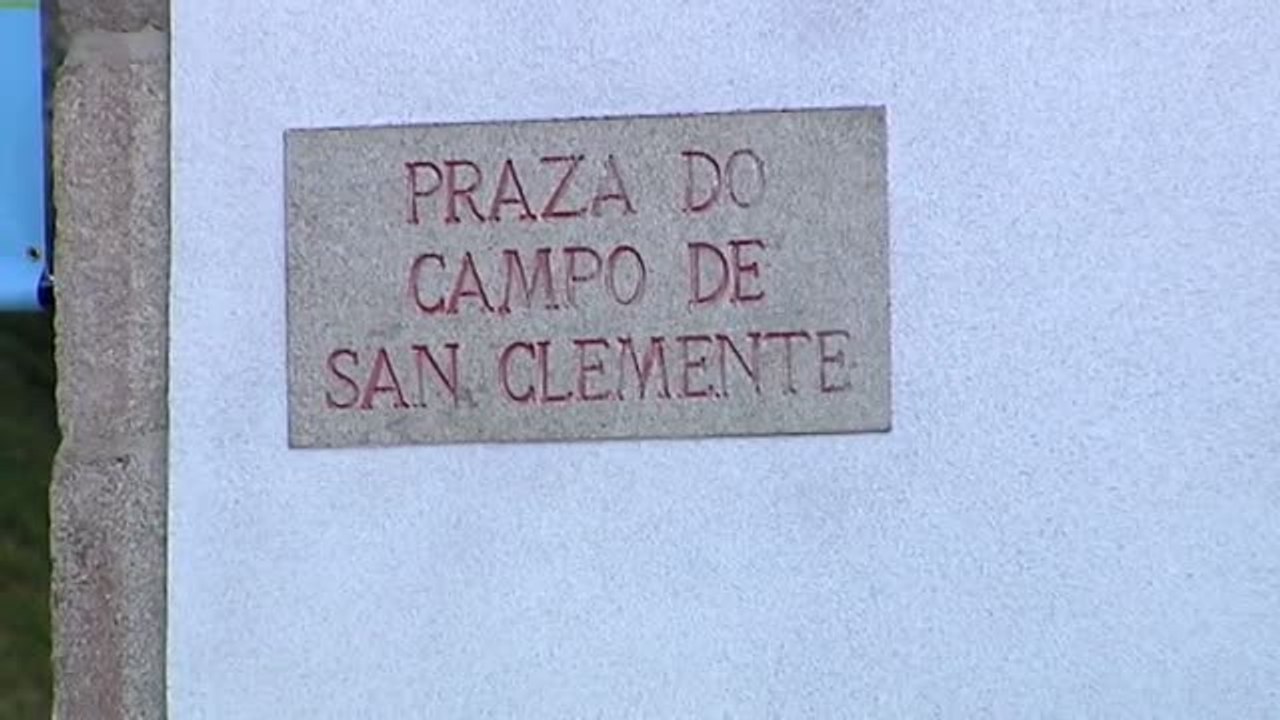 PRAZA DO
CAMPO DE
SAN CLEMENTE